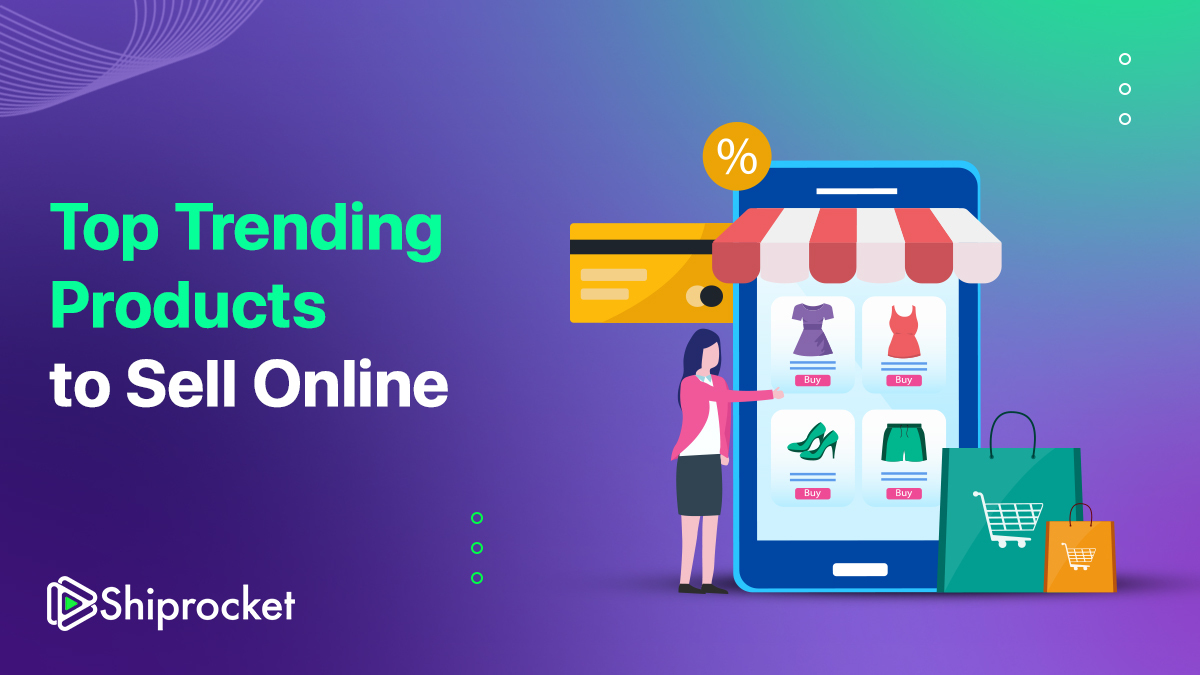 Top Trending
Products
to Sell Online
%
Buy
Buy
Buy
Buy
Shiprocket